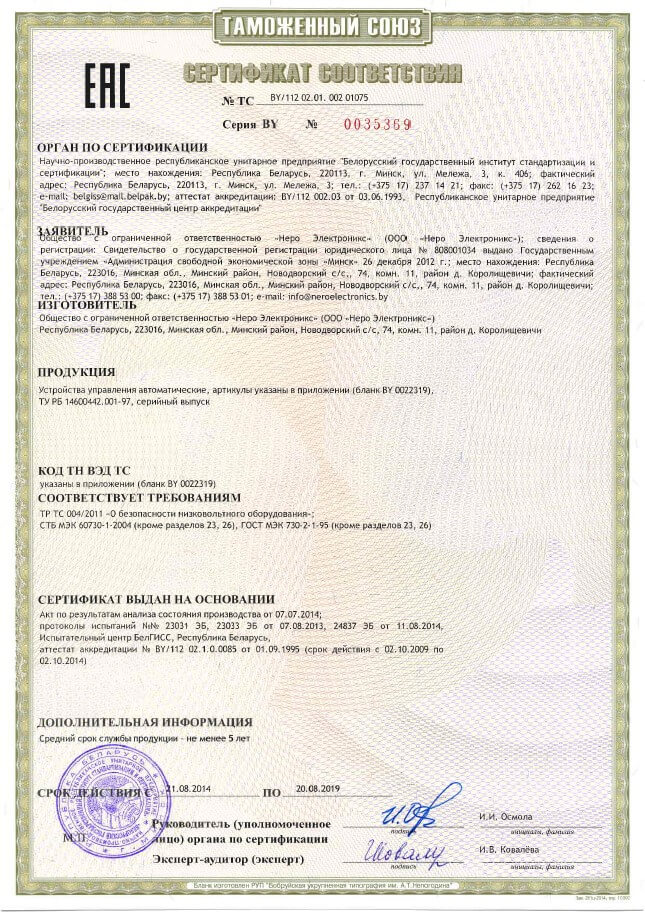 ТАМОЖЕННЫЙ СОЮЗ
ЕАС
СЕРТИФИКАТ СООТВЕТСТВИЯ
№ ТС BY/112 02.01. 002 01075
Серия BY № 0035369
ОРГАН ПО СЕРТИФИКАЦИИ
Научно-производственное республиканское унитарное предприятие "Белорусский государственный институт стандартизации и
сертификации"; место нахождения: Республика Беларусь, 220113, г. Минск, ул. Мележа, 3, к. 406; фактический
адрес: Республика Беларусь, 220113, г. Минск, ул. Мележа, 3; тел.: (+375 17) 237 14 21; факс: (+375 17) 262 16 23;
e-mail: belgiss@mail.belpak.by; аттестат аккредитации: BY/112 002.03 от 03.06.1993, Республиканское унитарное предприятие
"Белорусский государственный центр аккредитации"
ЗАЯВИТЕЛЬ
Общество с ограниченной ответственностью «Неро Электроникс» (ООО «Неро Электроникс»); сведения о
регистрации: Свидетельство о государственной регистрации юридического лица № 808001034 выдано Государственным
учреждением «Администрация свободной экономической зоны «Минск» 26 декабря 2012 г.; место нахождения: Республика
Беларусь, 223016, Минская обл., Минский район, Новодворский с/с., 74, комн. 11, район д. Королищевичи; фактический
адрес: Республика Беларусь, 223016, Минская обл., Минский район, Новодворский с/с,, 74, комн. 11, район д. Королищевичи;
тел.: (+375 17) 388 53 00; факс: (+375 17) 388 53 01; e-mail: info@neroelectronics.by
ИЗГОТОВИТЕЛЬ
Общество с ограниченной ответственностью «Неро Электроникс» (ООО «Неро Электроникс»)
Республика Беларусь, 223016, Минская обл., Минский район, Новодворский с/с, 74, комн. 11, район д. Королищевичи
ПРОДУКЦИЯ
Устройства управления автоматические, артикулы указаны в приложении (бланк BY 0022319),
ТУ РБ 14600442.001-97, серийный выпуск
КОД ТН ВЭД ТС
указаны в приложении (бланк BY 0022319)
СООТВЕТСТВУЕТ ТРЕБОВАНИЯМ
ТР ТС 004/2011 «О безопасности низковольтного оборудования»;
СТБ МЭК 60730-1-2004 (кроме разделов 23, 26), ГОСТ МЭК 730-2-1-95 (кроме разделов 23, 26)
СЕРТИФИКАТ ВЫДАН НА ОСНОВАНИИ
Акт по результатам анализа состояния производства от 07.07.2014;
протоколы испытаний №№ 23031 ЭБ, 23033 ЭБ от 07.08.2013, 24837 ЭБ от 11.08.2014,
Испытательный центр БелГИСС, Республика Беларусь,
аттестат аккредитации № BY/112 02.1.0.0085 от 01.09.1995 (срок действия с 02.10.2009 по
02.10.2014)
ДОПОЛНИТЕЛЬНАЯ ИНФОРМАЦИЯ
Средний срок службы продукции - не менее 5 лет
СРОК ДЕЙСТВИЯ С 21.08.2014 ПО 20.08.2019
М.П.
Руководитель (уполномоченное
лицо) органа по сертификации
подпись
И.И. Осмола
инициалы, фамилия
Эксперт-аудитор (эксперт)
подпись
И.В. Ковалёва
инициалы, фамилия
Бланк изготовлен РУП "Бобруйская укрупненная типография им. А.Т.Непогодина"